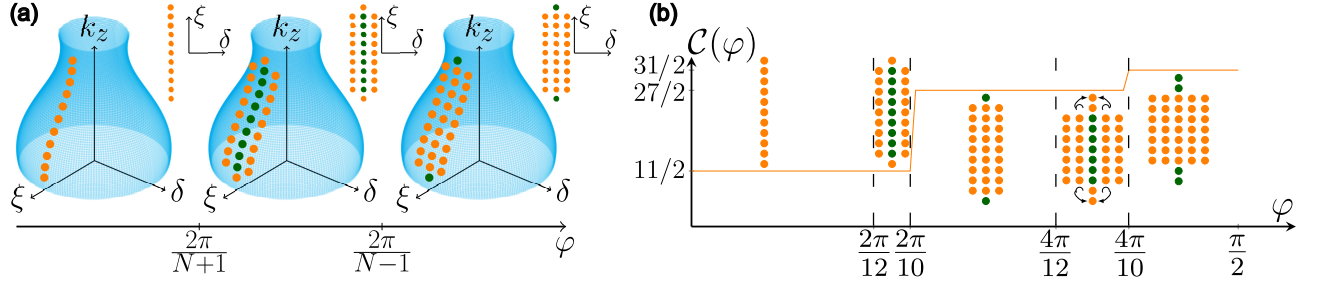 (a)
ξ
δ
k_z
ξ
δ
ξ
δ
k_z
ξ
δ
ξ
δ
k_z
ξ
δ
2π/N+1
2π/N−1
φ
(b)
C(φ)
31/2
27/2
11/2
2π/12
2π/10
4π/12
4π/10
π/2
φ